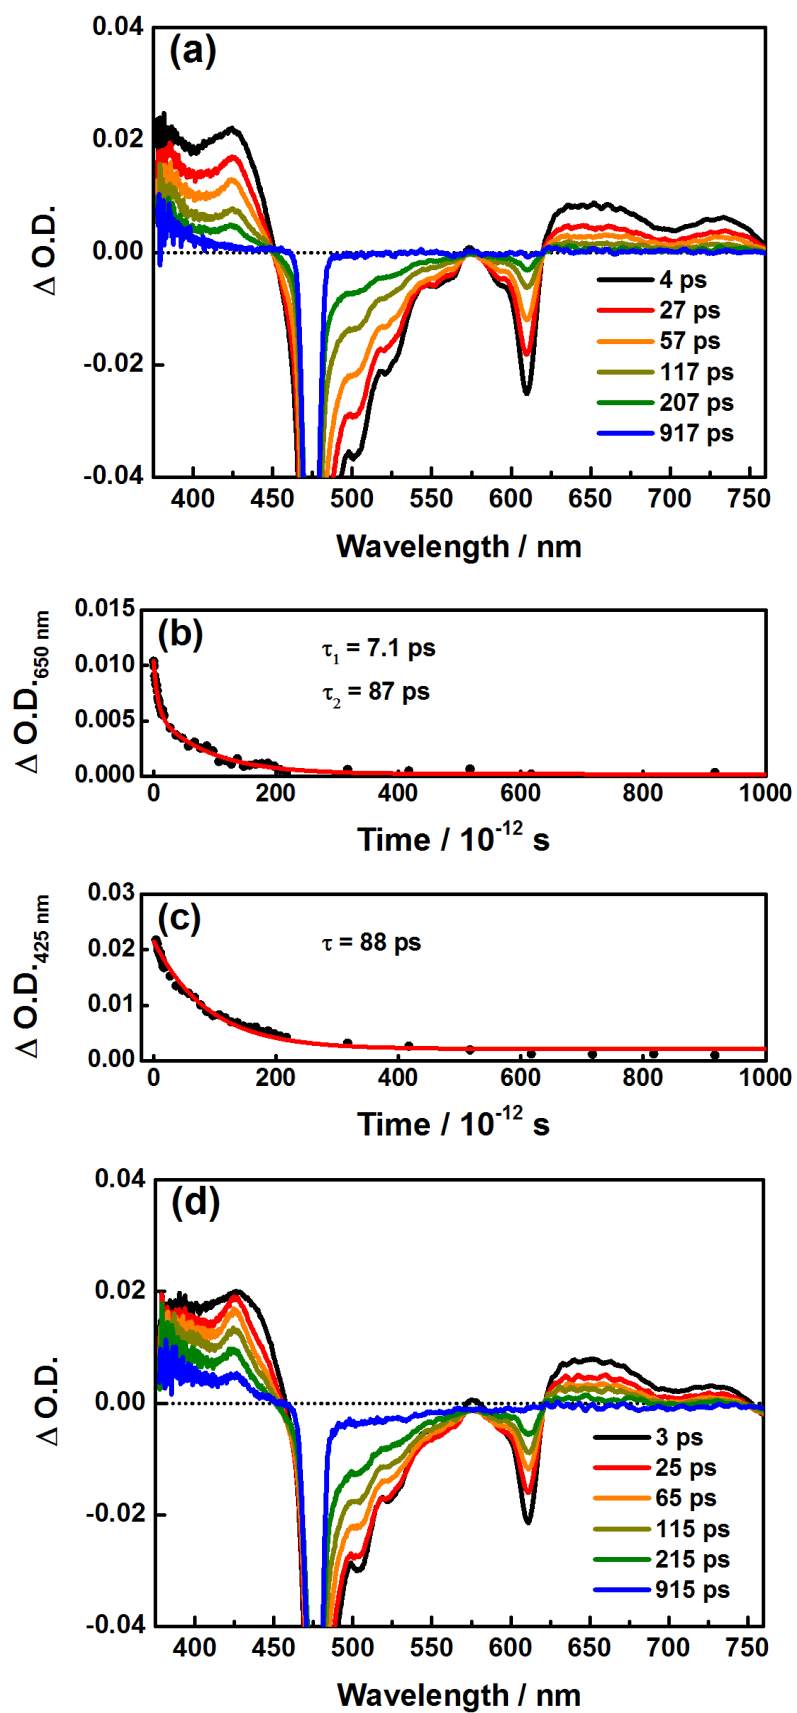 (a)
0.04
0.02
0.00
-0.02
-0.04
Δ O.D.
4 ps
27 ps
57 ps
117 ps
207 ps
917 ps
400 450 500 550 600 650 700 750
Wavelength / nm
(b)
0.015
0.010
0.005
0.000
Δ O.D.650 nm
τ1 = 7.1 ps
τ2 = 87 ps
0 200 400 600 800 1000
Time / 10-12 s
(c)
0.03
0.02
0.01
0.00
Δ O.D.425 nm
τ = 88 ps
0 200 400 600 800 1000
Time / 10-12 s
(d)
0.04
0.02
0.00
-0.02
-0.04
Δ O.D.
3 ps
25 ps
65 ps
115 ps
215 ps
915 ps
400 450 500 550 600 650 700 750
Wavelength / nm